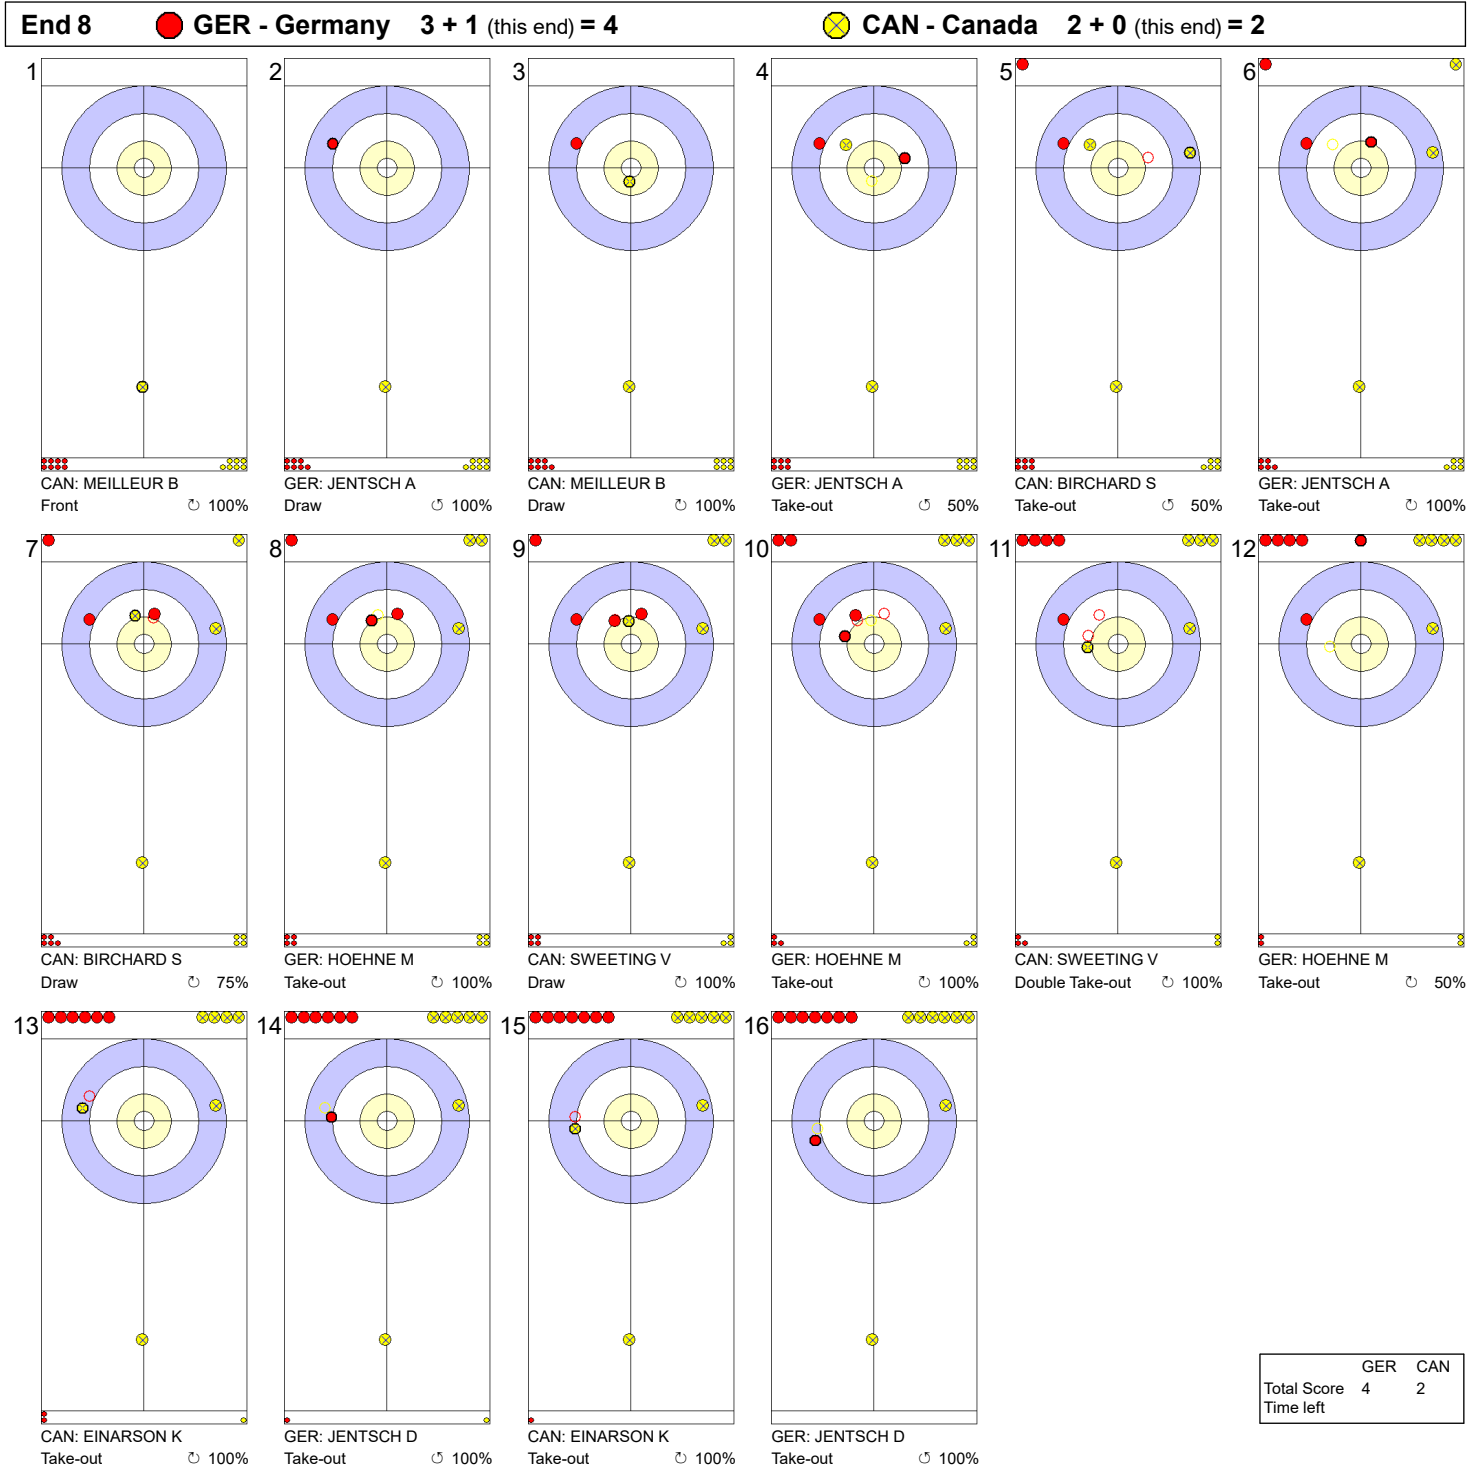 End 8 GER - Germany 3 + 1 (this end) = 4 CAN - Canada 2 + 0 (this end) = 2
1 2 3 4 5 6
CAN: MEILLEUR B GER: JENTSCH A CAN: MEILLEUR B GER: JENTSCH A CAN: BIRCHARD S GER: JENTSCH A
Front ↻ 100% Draw ↺ 100% Draw ↻ 100% Take-out ↺ 50% Take-out ↺ 50% Take-out ↻ 100%
7 8 9 10 11 12
CAN: BIRCHARD S GER: HOEHNE M CAN: SWEETING V GER: HOEHNE M CAN: SWEETING V GER: HOEHNE M
Draw ↻ 75% Take-out ↻ 100% Draw ↻ 100% Take-out ↻ 100% Double Take-out ↻ 100% Take-out ↻ 50%
13 14 15 16
CAN: EINARSON K GER: JENTSCH D CAN: EINARSON K GER: JENTSCH D
Take-out ↻ 100% Take-out ↻ 100% Take-out ↻ 100% Take-out ↻ 100%
GER CAN
Total Score 4 2
Time left